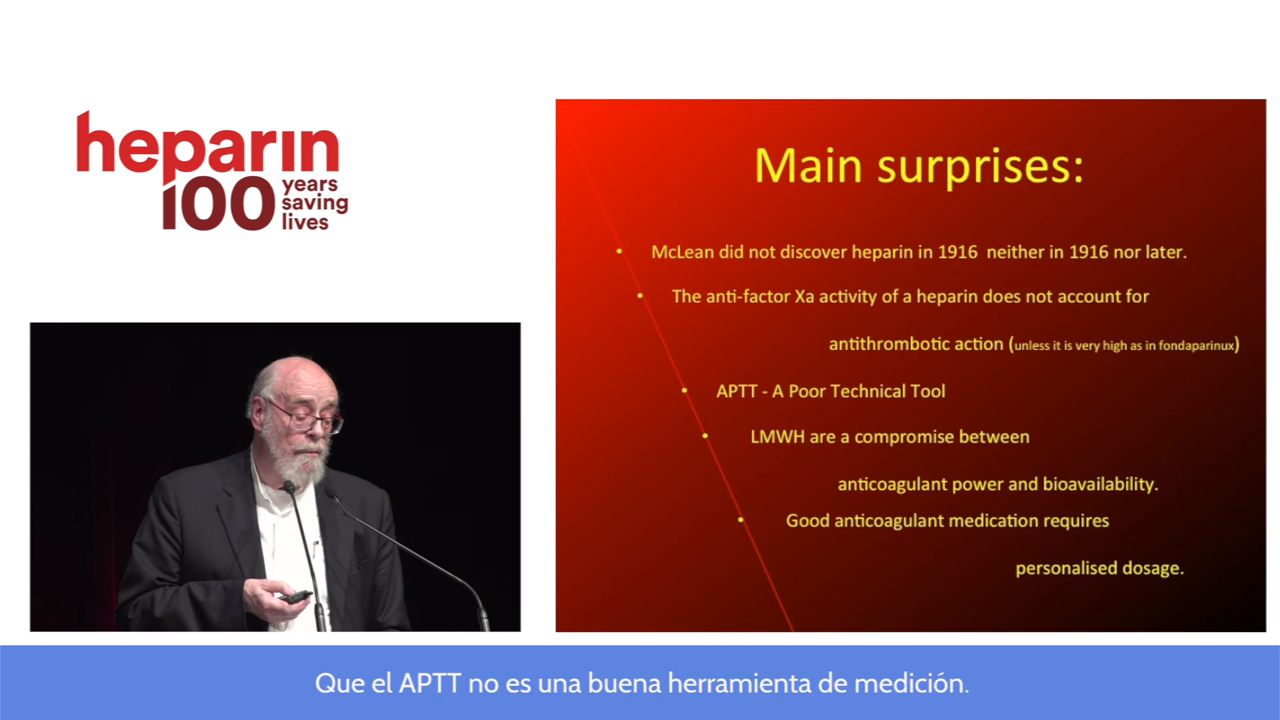 heparin
100 years
saving
lives
Main surprises:
• McLean did not discover heparin in 1916  neither in 1916 nor later.
• The anti-factor Xa activity of a heparin does not account for
antithrombotic action (unless it is very high as in fondaparinux)
• APTT - A Poor Technical Tool
• LMWH are a compromise between
anticoagulant power and bioavailability.
• Good anticoagulant medication requires
personalised dosage.
Que el APTT no es una buena herramienta de medición.